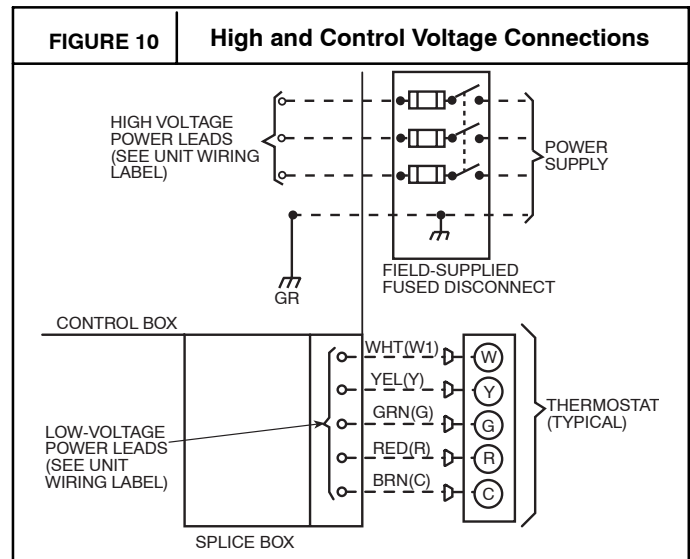 FIGURE 10
High and Control Voltage Connections
HIGH VOLTAGE
POWER LEADS
(SEE UNIT WIRING
LABEL)
POWER
SUPPLY
FIELD-SUPPLIED
FUSED DISCONNECT
GR
CONTROL BOX
WHT(W1)
W
YEL(Y)
Y
GRN(G)
G
RED(R)
R
BRN(C)
C
THERMOSTAT
(TYPICAL)
LOW-VOLTAGE
POWER LEADS
(SEE UNIT
WIRING LABEL)
SPLICE BOX